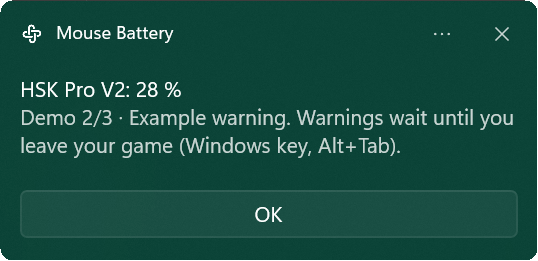 Mouse Battery
HSK Pro V2: 28 %
Demo 2/3 · Example warning. Warnings wait until you
leave your game (Windows key, Alt+Tab).
OK